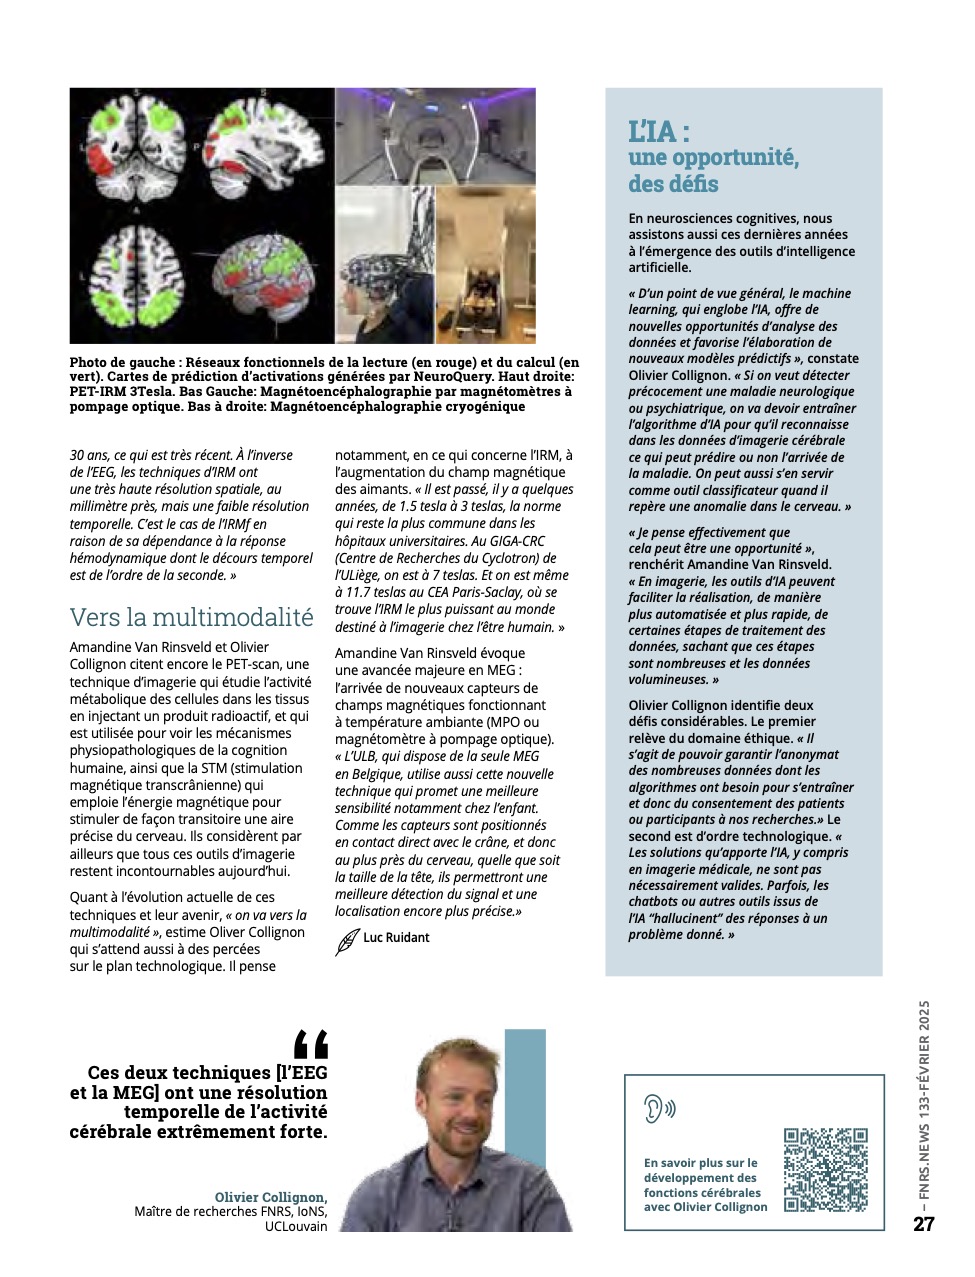 Photo de gauche : Réseaux fonctionnels de la lecture (en rouge) et du calcul (en
vert). Cartes de prédiction d’activations générées par NeuroQuery. Haut droite:
PET-IRM 3Tesla. Bas Gauche: Magnétoencéphalographie par magnétomètres à
pompage optique. Bas à droite: Magnétoencéphalographie cryogénique
30 ans, ce qui est très récent. À l’inverse
de l’EEG, les techniques d’IRM ont
une très haute résolution spatiale, au
millimètre près, mais une faible résolution
temporelle. C’est le cas de l’IRMf en
raison de sa dépendance à la réponse
hémodynamique dont le décours temporel
est de l’ordre de la seconde. »
Vers la multimodalité
Amandine Van Rinsveld et Olivier
Collignon citent encore le PET-scan, une
technique d’imagerie qui étudie l’activité
métabolique des cellules dans les tissus
en injectant un produit radioactif, et qui
est utilisée pour voir les mécanismes
physiopathologiques de la cognition
humaine, ainsi que la STM (stimulation
magnétique transcrânienne) qui
emploie l’énergie magnétique pour
stimuler de façon transitoire une aire
précise du cerveau. Ils considèrent par
ailleurs que tous ces outils d’imagerie
restent incontournables aujourd’hui.
Quant à l’évolution actuelle de ces
techniques et leur avenir, « on va vers la
multimodalité », estime Oliver Collignon
qui s’attend aussi à des percées
sur le plan technologique. Il pense
notamment, en ce qui concerne l’IRM, à
l’augmentation du champ magnétique
des aimants. « Il est passé, il y a quelques
années, de 1.5 tesla à 3 teslas, la norme
qui reste la plus commune dans les
hôpitaux universitaires. Au GIGA-CRC
(Centre de Recherches du Cyclotron) de
l’ULiège, on est à 7 teslas. Et on est même
à 11.7 teslas au CEA Paris-Saclay, où se
trouve l’IRM le plus puissant au monde
destiné à l’imagerie chez l’être humain. »
Amandine Van Rinsveld évoque
une avancée majeure en MEG :
l’arrivée de nouveaux capteurs de
champs magnétiques fonctionnant
à température ambiante (MPO ou
magnétomètre à pompage optique).
« L’ULB, qui dispose de la seule MEG
en Belgique, utilise aussi cette nouvelle
technique qui promet une meilleure
sensibilité notamment chez l’enfant.
Comme les capteurs sont positionnés
en contact direct avec le crâne, et donc
au plus près du cerveau, quelle que soit
la taille de la tête, ils permettront une
meilleure détection du signal et une
localisation encore plus précise.»
Luc Ruidant
L’IA :
une opportunité,
des défis
En neurosciences cognitives, nous
assistons aussi ces dernières années
à l’émergence des outils d’intelligence
artificielle.
« D’un point de vue général, le machine
learning, qui englobe l’IA, offre de
nouvelles opportunités d’analyse des
données et favorise l’élaboration de
nouveaux modèles prédictifs », constate
Olivier Collignon. « Si on veut détecter
précocement une maladie neurologique
ou psychiatrique, on va devoir entraîner
l’algorithme d’IA pour qu’il reconnaisse
dans les données d’imagerie cérébrale
ce qui peut prédire ou non l’arrivée de
la maladie. On peut aussi s’en servir
comme outil classificateur quand il
repère une anomalie dans le cerveau. »
« Je pense effectivement que
cela peut être une opportunité »,
renchérit Amandine Van Rinsveld.
« En imagerie, les outils d’IA peuvent
faciliter la réalisation, de manière
plus automatisée et plus rapide, de
certaines étapes de traitement des
données, sachant que ces étapes
sont nombreuses et les données
volumineuses. »
Olivier Collignon identifie deux
défis considérables. Le premier
relève du domaine éthique. « Il
s’agit de pouvoir garantir l’anonymat
des nombreuses données dont les
algorithmes ont besoin pour s’entraîner
et donc du consentement des patients
ou participants à nos recherches.» Le
second est d’ordre technologique. «
Les solutions qu’apporte l’IA, y compris
en imagerie médicale, ne sont pas
nécessairement valides. Parfois, les
chatbots ou autres outils issus de
l’IA “hallucinent” des réponses à un
problème donné. »
Ces deux techniques [l’EEG
et la MEG] ont une résolution
temporelle de l’activité
cérébrale extrêmement forte.
Olivier Collignon,
Maître de recherches FNRS, IoNS,
UCLouvain
En savoir plus sur le
développement des
fonctions cérébrales
avec Olivier Collignon
– FNRS.NEWS 133-FÉVRIER 2025
27